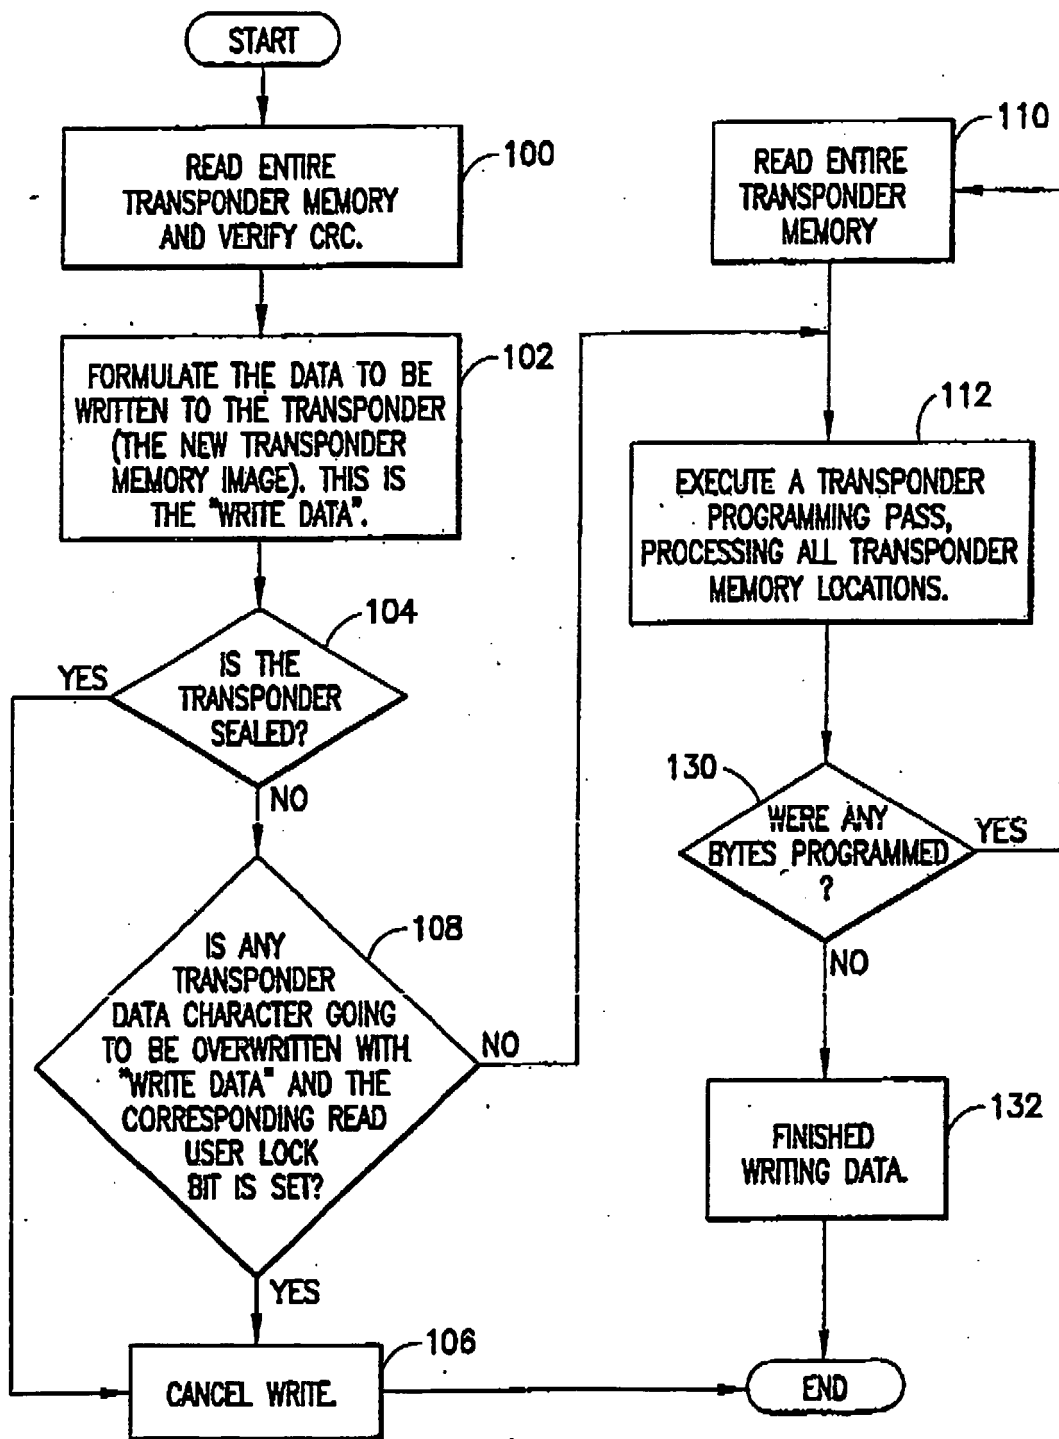 START
100
READ ENTIRE
TRANSPONDER MEMORY
AND VERIFY CRC.
102
FORMULATE THE DATA TO BE
WRITTEN TO THE TRANSPONDER
(THE NEW TRANSPONDER
MEMORY IMAGE). THIS IS
THE "WRITE DATA".
104
IS THE
TRANSPONDER
SEALED?
YES
NO
108
IS ANY
TRANSPONDER
DATA CHARACTER GOING
TO BE OVERWRITTEN WITH
"WRITE DATA" AND THE
CORRESPONDING READ
USER LOCK
BIT IS SET?
NO
YES
106
CANCEL WRITE.
110
READ ENTIRE
TRANSPONDER
MEMORY
112
EXECUTE A TRANSPONDER
PROGRAMMING PASS,
PROCESSING ALL TRANSPONDER
MEMORY LOCATIONS.
130
WERE ANY
BYTES PROGRAMMED
?
YES
NO
132
FINISHED
WRITING DATA.
END